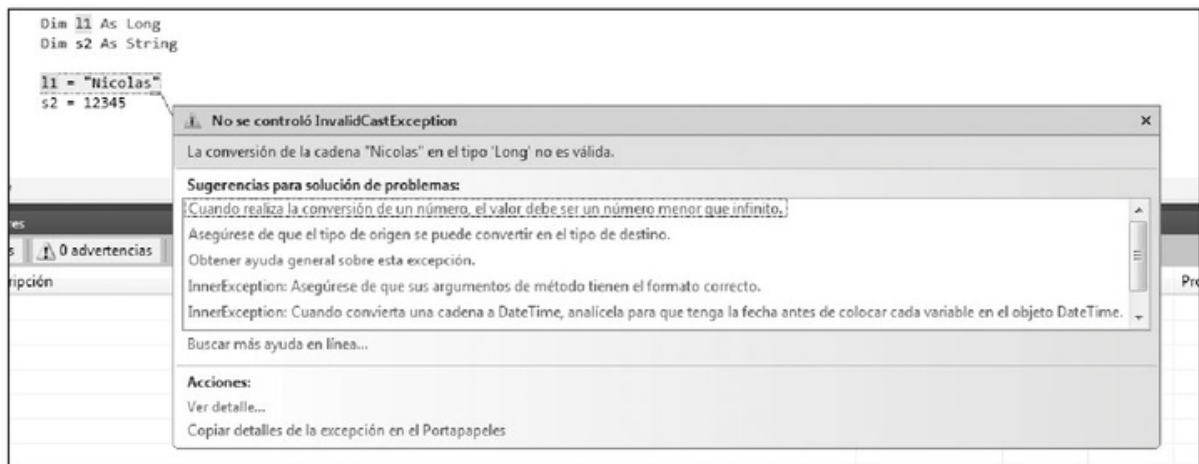 Dim l1 As Long
Dim s2 As String
l1 = "Nicolas"
s2 = 12345
No se controló InvalidCastException
La conversión de la cadena "Nicolas" en el tipo 'Long' no es válida.
Sugerencias para solución de problemas:
Cuando realiza la conversión de un número, el valor debe ser un número menor que infinito.
Asegúrese de que el tipo de origen se puede convertir en el tipo de destino.
Obtener ayuda general sobre esta excepción.
InnerException: Asegúrese de que sus argumentos de método tienen el formato correcto.
InnerException: Cuando convierta una cadena a DateTime, analícela para que tenga la fecha antes de colocar cada variable en el objeto DateTime.
Buscar más ayuda en línea...
Acciones:
Ver detalle...
Copiar detalles de la excepción en el Portapapeles
res
s
0 advertencias
ripción
Pro